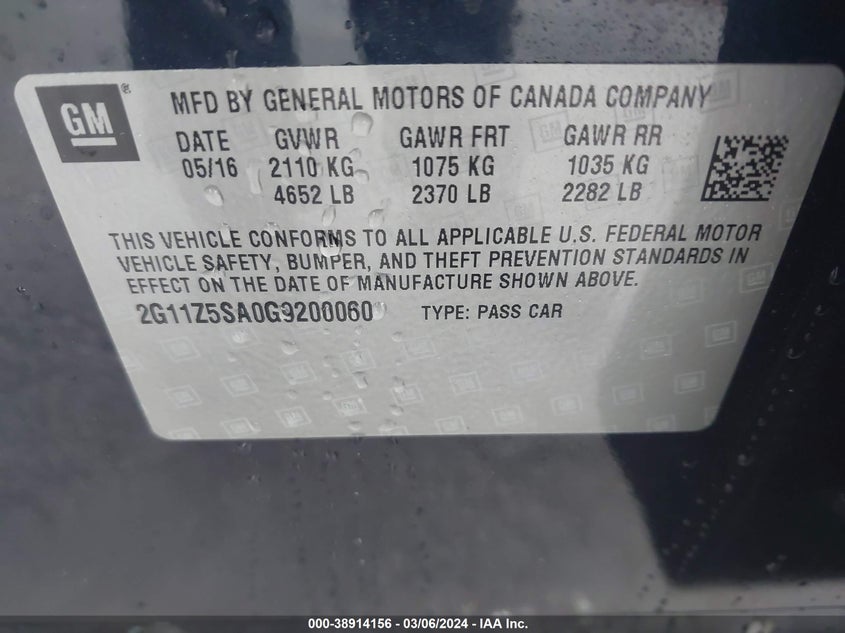 GM ®
MFD BY GENERAL MOTORS OF CANADA COMPANY
DATE GVWR GAWR FRT GAWR RR
05/16 2110 KG 1075 KG 1035 KG
4652 LB 2370 LB 2282 LB
THIS VEHICLE CONFORMS TO ALL APPLICABLE U.S. FEDERAL MOTOR
VEHICLE SAFETY, BUMPER, AND THEFT PREVENTION STANDARDS IN
EFFECT ON THE DATE OF MANUFACTURE SHOWN ABOVE.
2G11Z5SA0G9200060 TYPE: PASS CAR
000-38914156 - 03/06/2024 - IAA Inc.